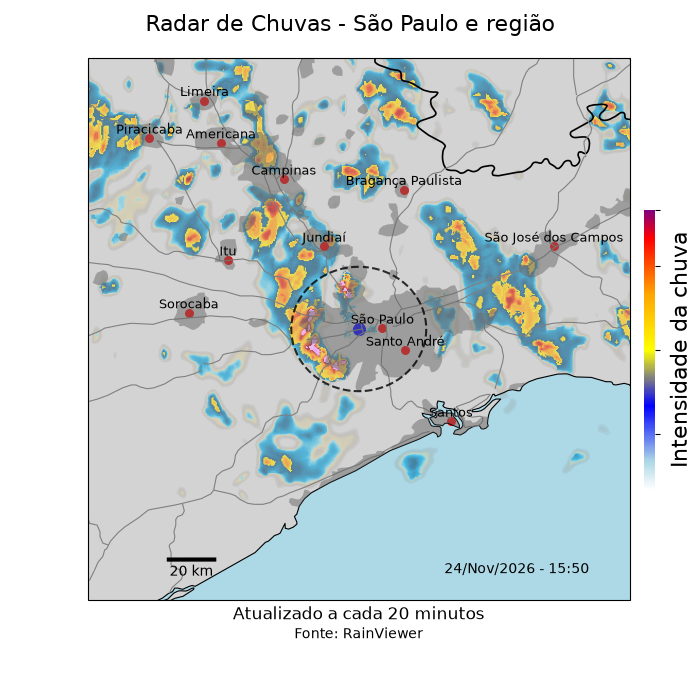 Radar de Chuvas - São Paulo e região
Limeira
Piracicaba
Americana
Campinas
Bragança Paulista
Jundiaí
São José dos Campos
Itu
Sorocaba
São Paulo
Santo André
Santos
Intensidade da chuva
20 km
24/Nov/2026 - 15:50
Atualizado a cada 20 minutos
Fonte: RainViewer